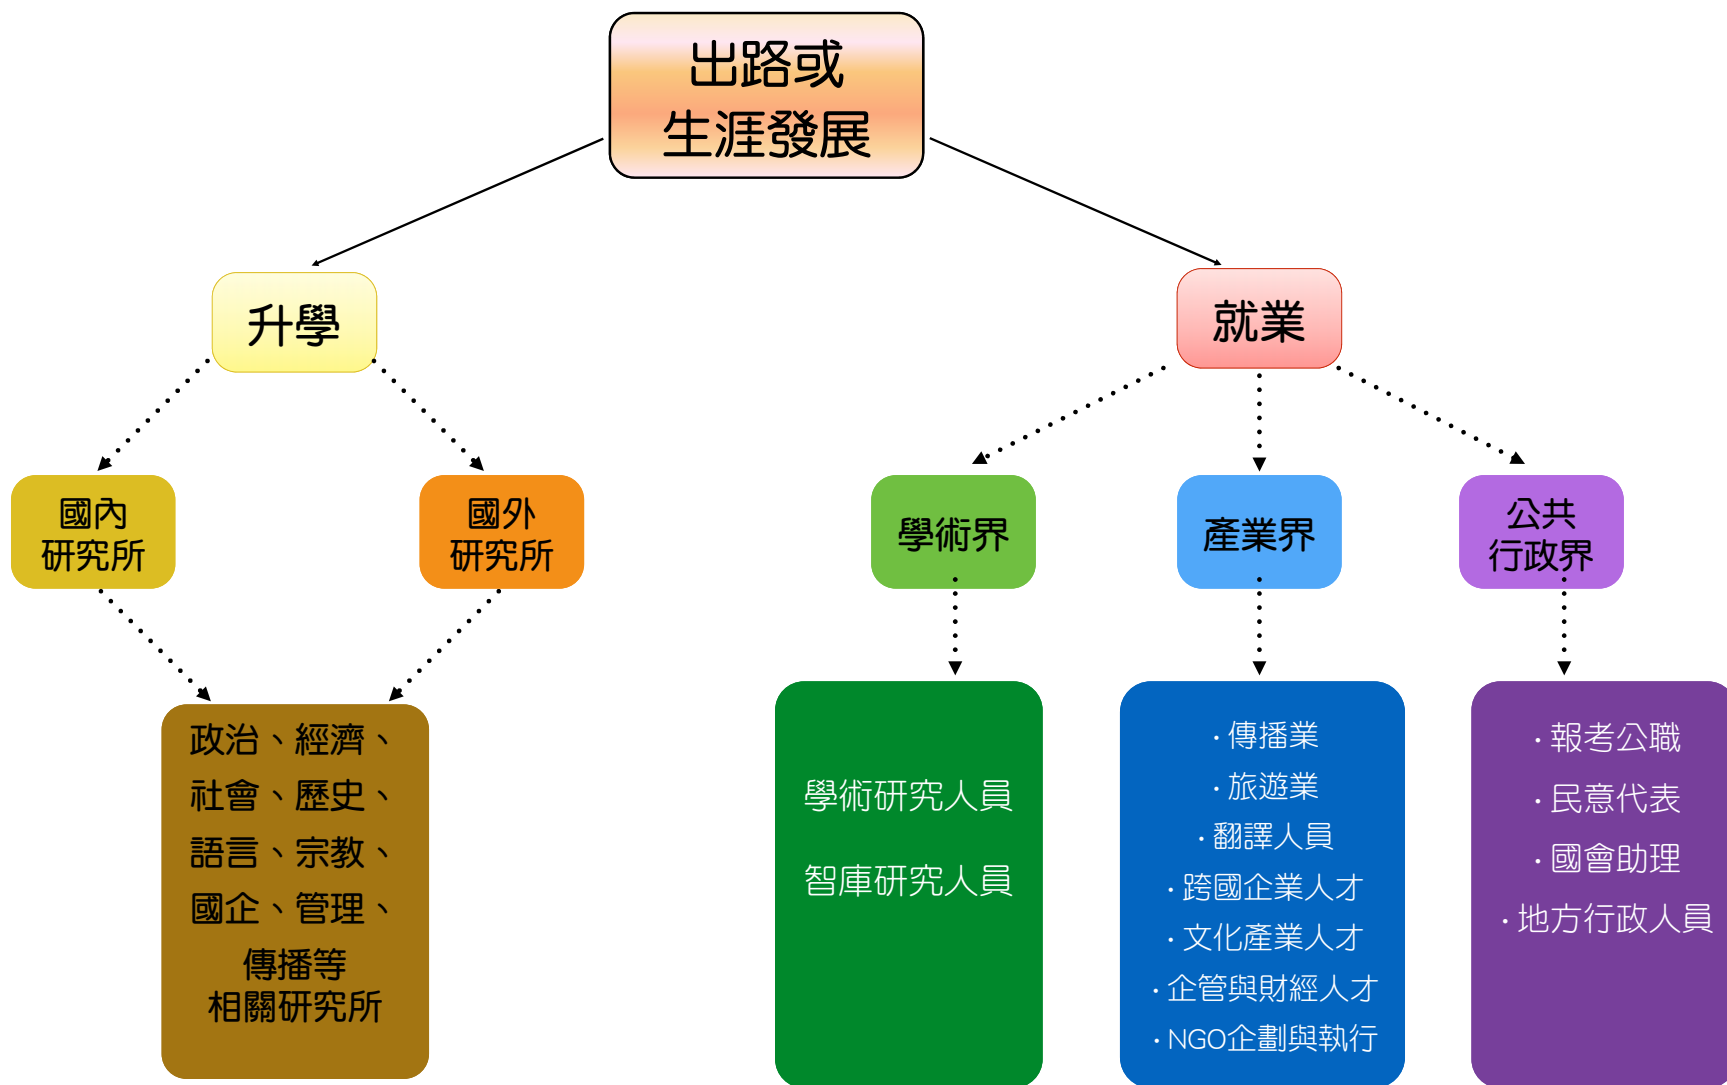 出路或
生涯發展
升學
就業
國內
研究所
國外
研究所
學術界
產業界
公共
行政界
政治、經濟、
社會、歷史、
語言、宗教、
國企、管理、
傳播等
相關研究所
學術研究人員
智庫研究人員
・傳播業
・旅遊業
・翻譯人員
・跨國企業人才
・文化產業人才
・企管與財經人才
・NGO企劃與執行
・報考公職
・民意代表
・國會助理
・地方行政人員